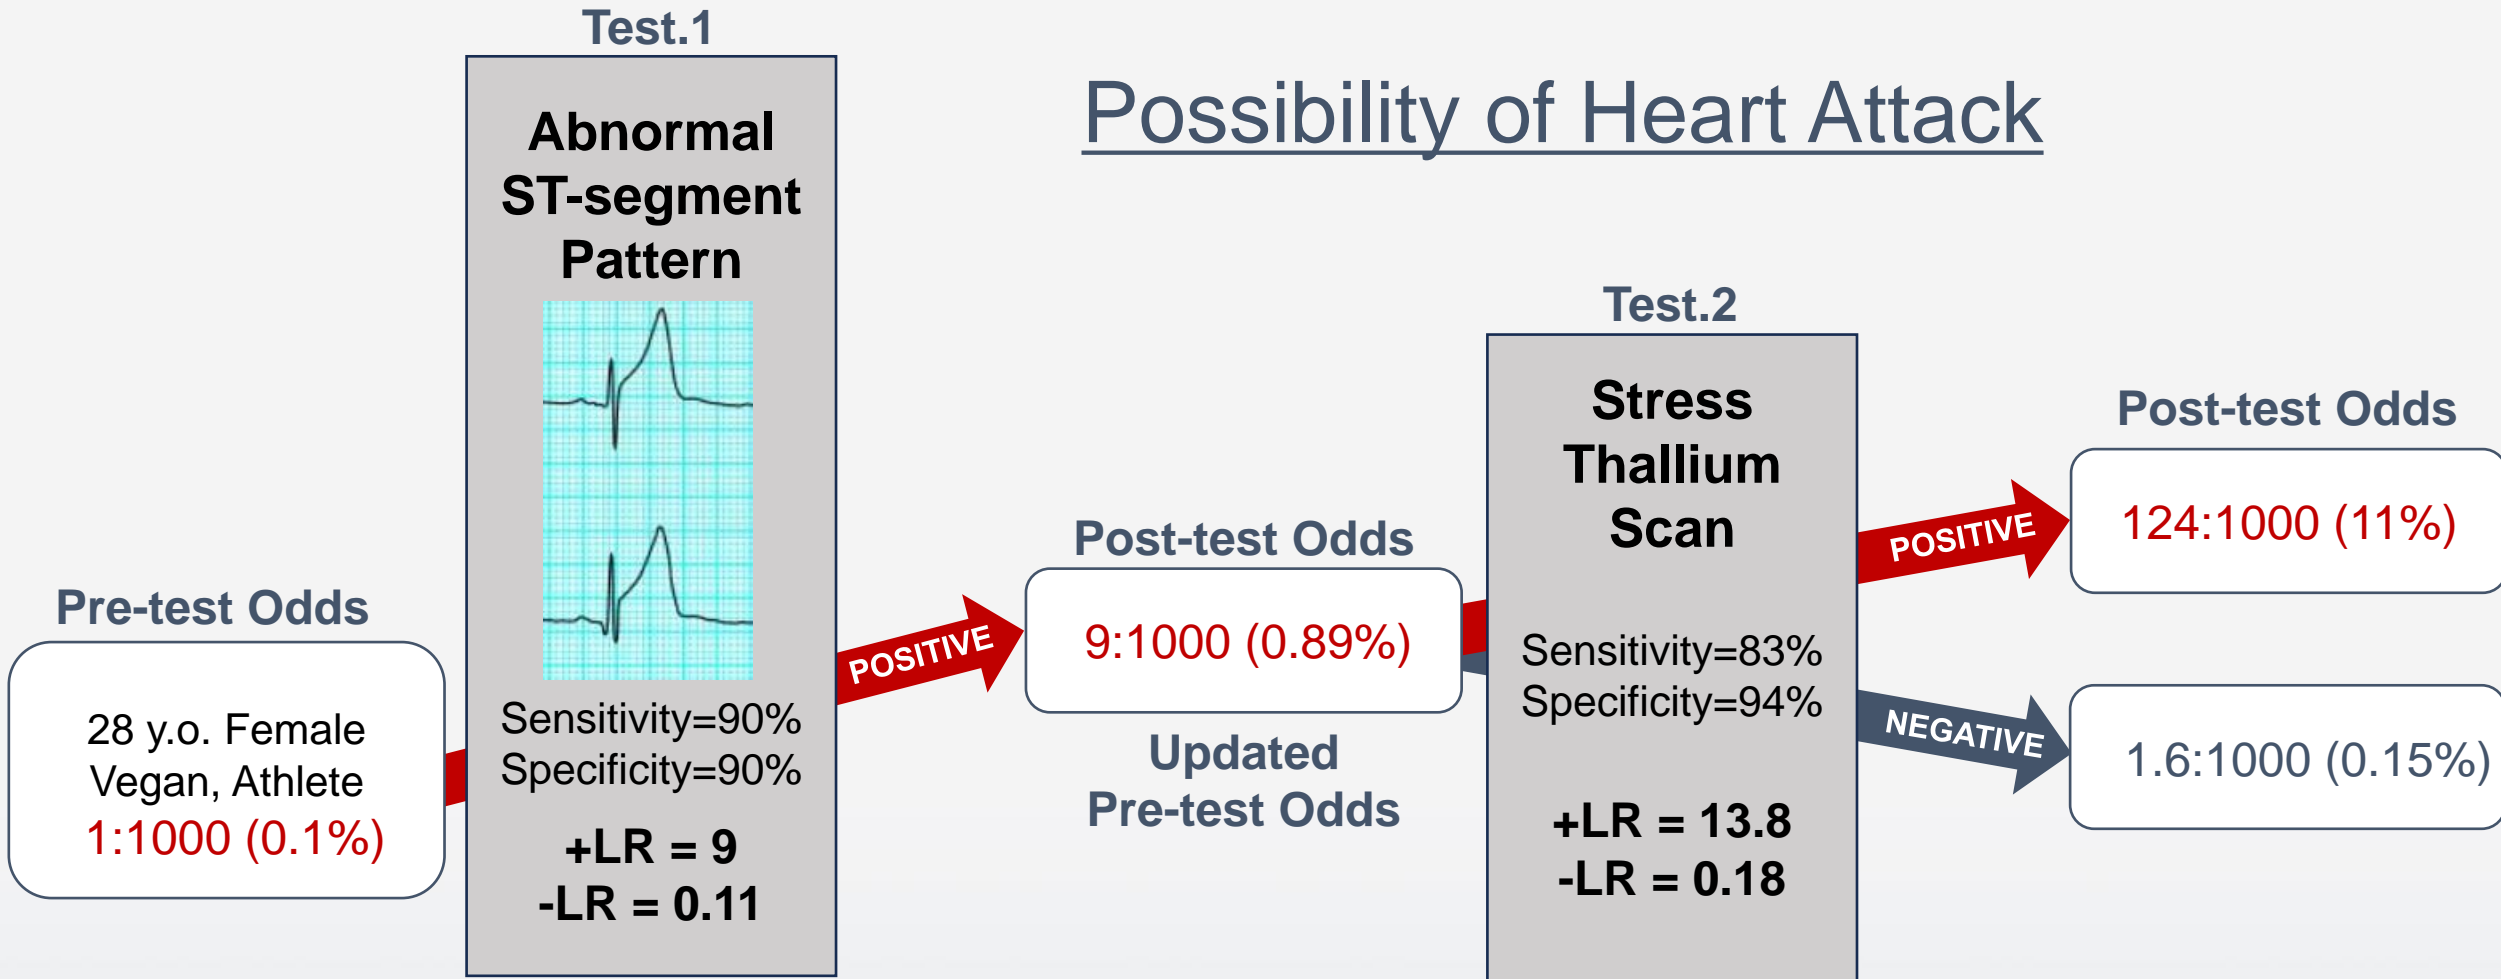 Possibility of Heart Attack
Pre-test Odds
28 y.o. Female
Vegan, Athlete
1:1000 (0.1%)
Test.1
Abnormal
ST-segment
Pattern
Sensitivity=90%
Specificity=90%
+LR = 9
-LR = 0.11
POSITIVE
Post-test Odds
9:1000 (0.89%)
Updated
Pre-test Odds
Test.2
Stress
Thallium
Scan
Sensitivity=83%
Specificity=94%
+LR = 13.8
-LR = 0.18
POSITIVE
NEGATIVE
Post-test Odds
124:1000 (11%)
1.6:1000 (0.15%)